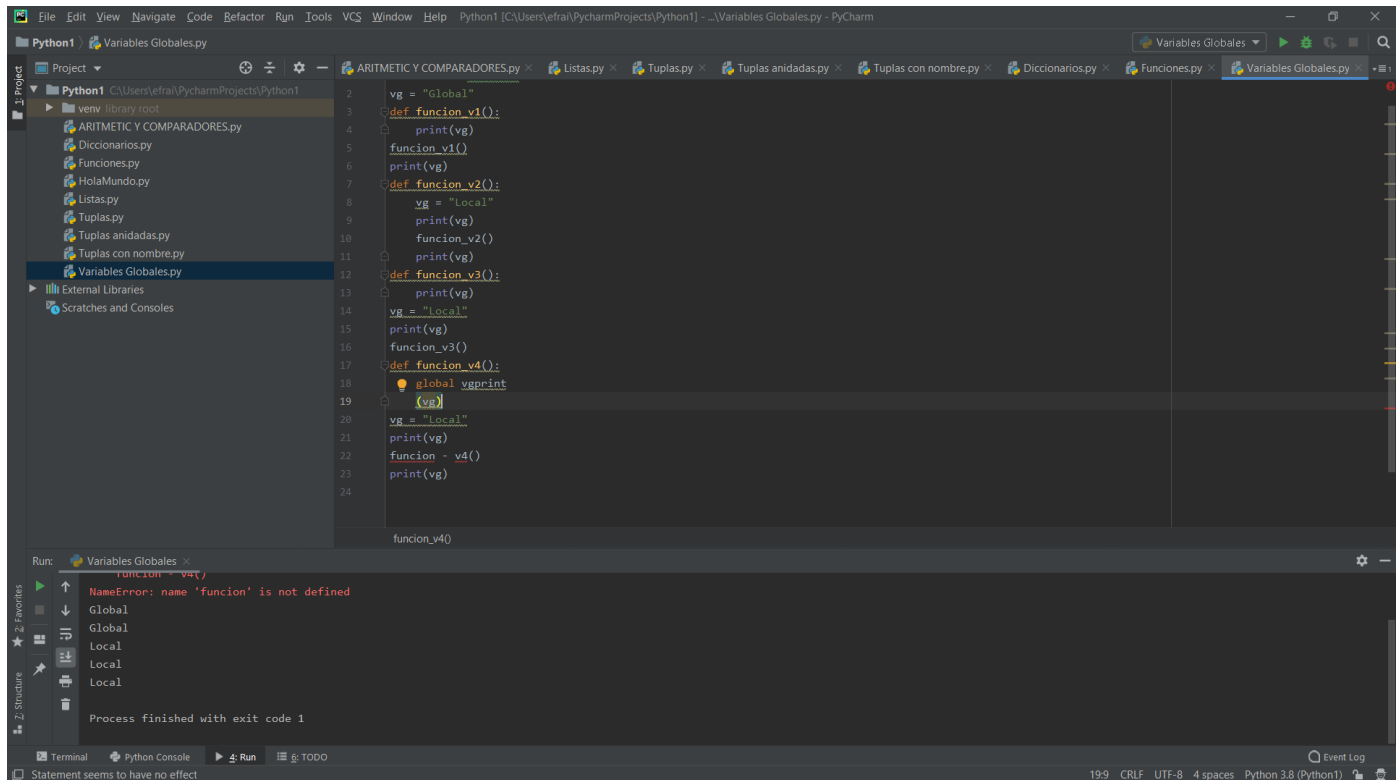 File Edit View Navigate Code Refactor Run Tools VCS Window Help Python1 [C:\Users\efrai\PycharmProjects\Python1] - ...\Variables Globales.py - PyCharm
Python1 Variables Globales.py
Variables Globales
1: Project
Project
ARITMETIC Y COMPARADORES.py Listas.py Tuplas.py Tuplas anidadas.py Tuplas con nombre.py Diccionarios.py Funciones.py Variables Globales.py
Python1 C:\Users\efrai\PycharmProjects\Python1
venv library root
ARITMETIC Y COMPARADORES.py
Diccionarios.py
Funciones.py
HolaMundo.py
Listas.py
Tuplas.py
Tuplas anidadas.py
Tuplas con nombre.py
Variables Globales.py
External Libraries
Scratches and Consoles
2 vg = "Global"
3 def funcion_v1():
4 print(vg)
5 funcion_v1()
6 print(vg)
7 def funcion_v2():
8 vg = "Local"
9 print(vg)
10 funcion_v2()
11 print(vg)
12 def funcion_v3():
13 print(vg)
14 vg = "Local"
15 print(vg)
16 funcion_v3()
17 def funcion_v4():
18 global vgprint
19 (vg)
20 vg = "Local"
21 print(vg)
22 funcion - v4()
23 print(vg)
24
funcion_v4()
Run: Variables Globales
funcion - v4()
NameError: name 'funcion' is not defined
Global
Global
Local
Local
Local
Process finished with exit code 1
2: Favorites
Z: Structure
Terminal Python Console 4: Run 6: TODO Event Log
Statement seems to have no effect 19:9 CRLF UTF-8 4 spaces Python 3.8 (Python1)